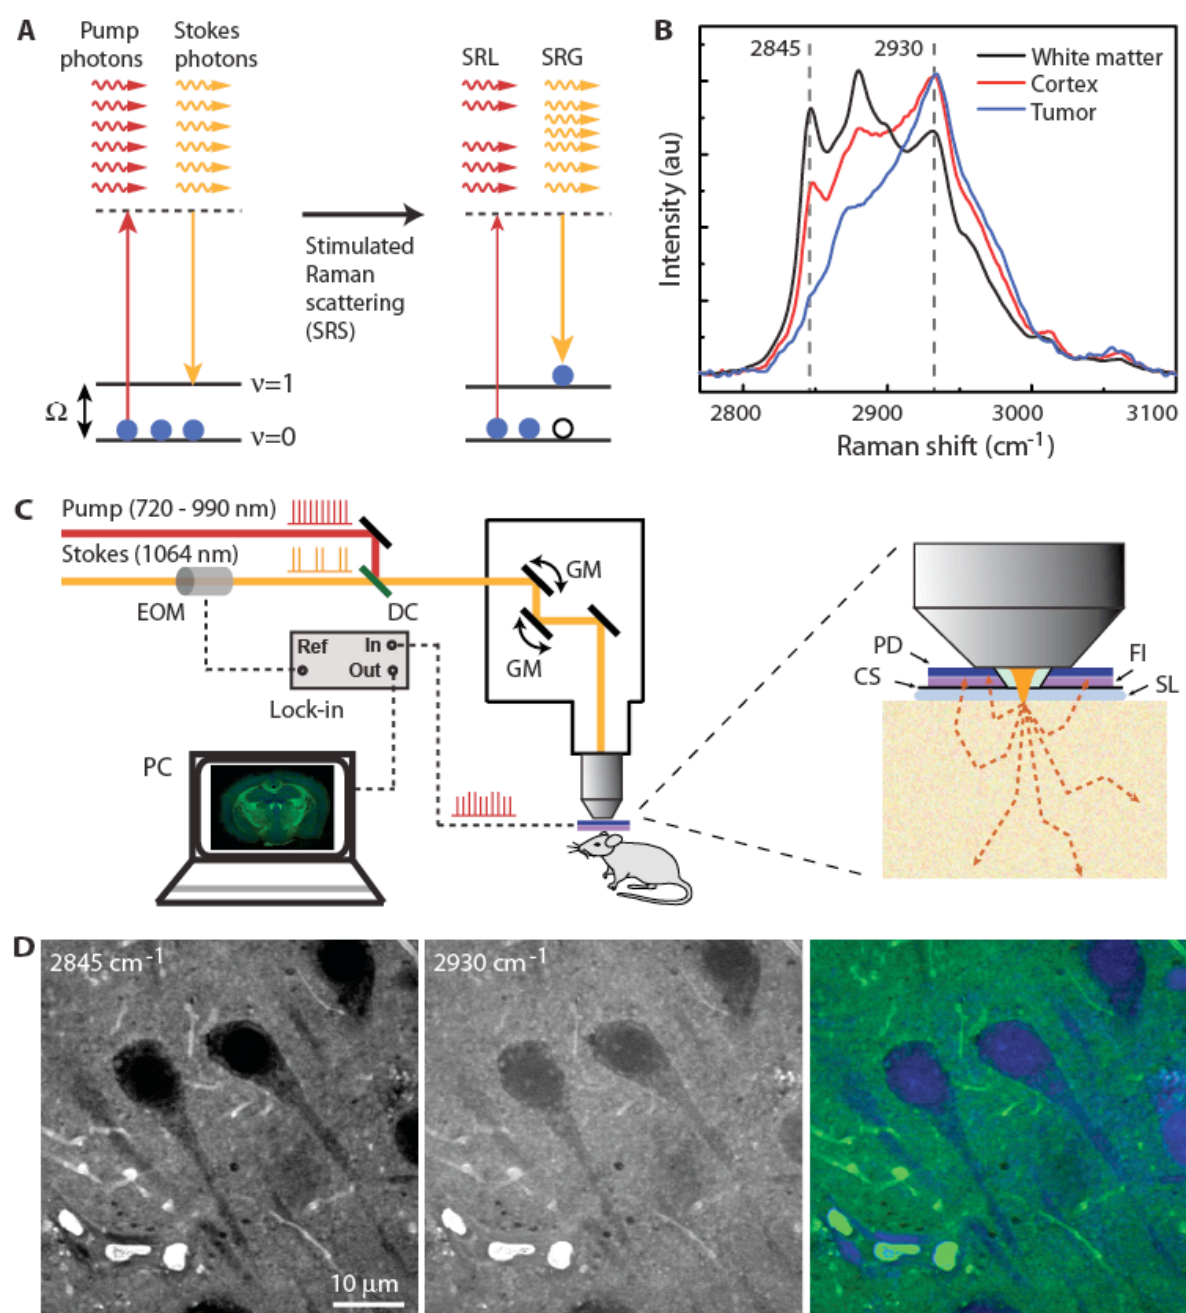 A
Pump
photons
Stokes
photons
SRL
SRG
Stimulated
Raman
scattering
(SRS)
ν=1
Ω
ν=0
B
2845
2930
White matter
Cortex
Tumor
Intensity (au)
2800
2900
3000
3100
Raman shift (cm⁻¹)
C
Pump (720 - 990 nm)
Stokes (1064 nm)
EOM
DC
GM
GM
Ref
In
Out
Lock-in
PC
PD
CS
FI
SL
D
2845 cm⁻¹
2930 cm⁻¹
10 μm